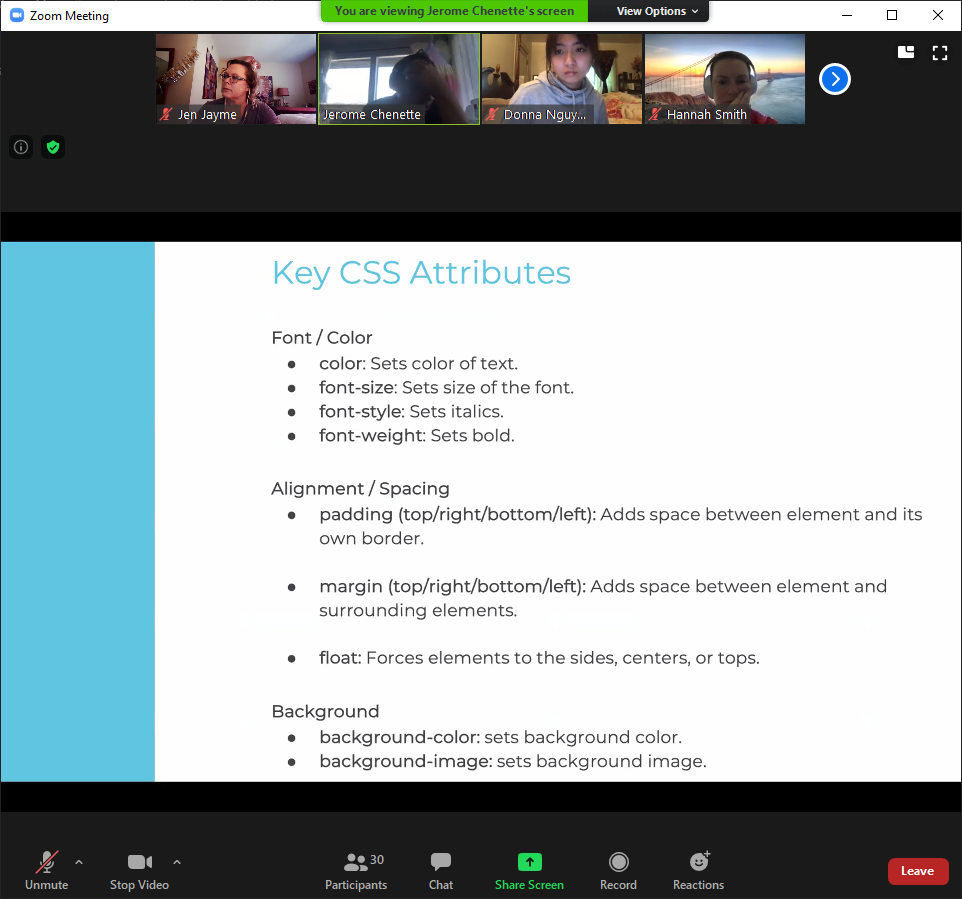 Zoom Meeting
You are viewing Jerome Chenette's screen
View Options
Jen Jayme
Jerome Chenette
Donna Nguy...
Hannah Smith
Key CSS Attributes
Font / Color
● color: Sets color of text.
● font-size: Sets size of the font.
● font-style: Sets italics.
● font-weight: Sets bold.
Alignment / Spacing
● padding (top/right/bottom/left): Adds space between element and its
own border.
● margin (top/right/bottom/left): Adds space between element and
surrounding elements.
● float: Forces elements to the sides, centers, or tops.
Background
● background-color: sets background color.
● background-image: sets background image.
30
Unmute
Stop Video
Participants
Chat
Share Screen
Record
Reactions
Leave